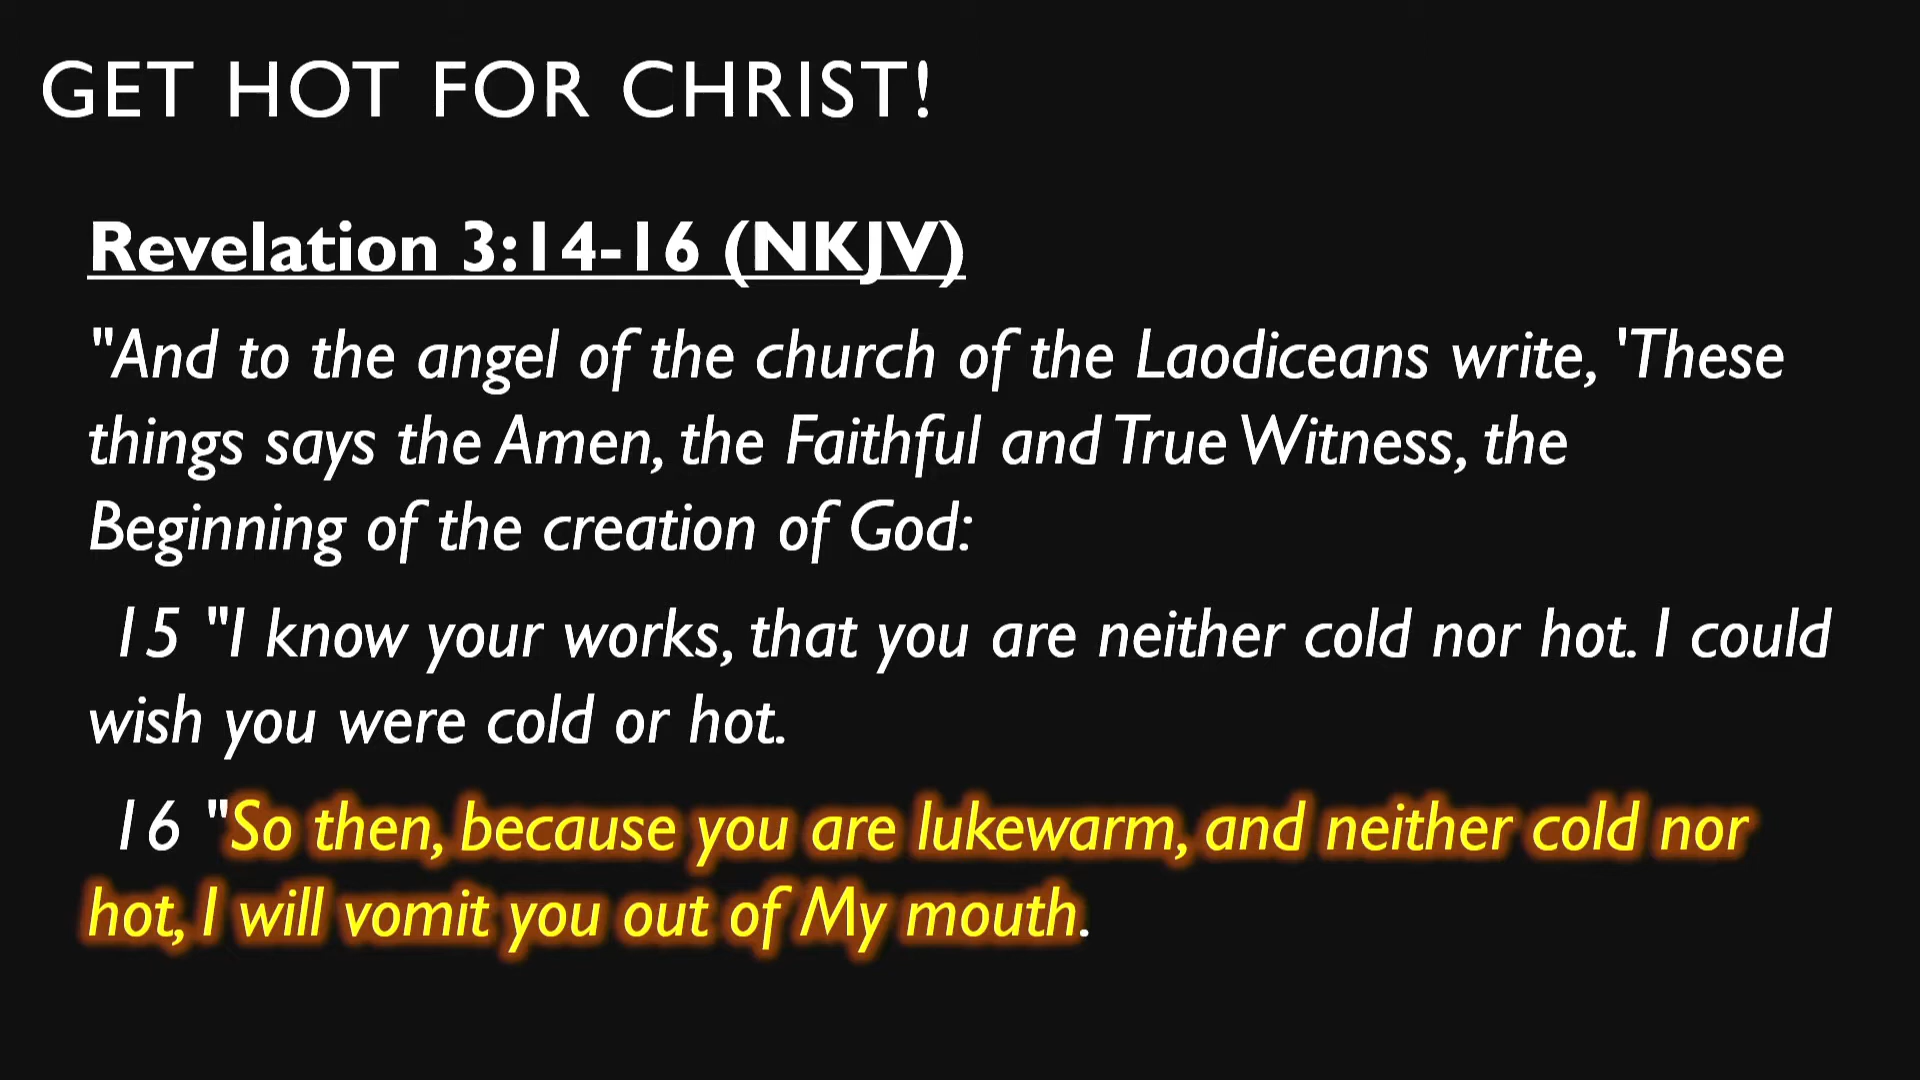 GET HOT FOR CHRIST!
Revelation 3:14-16 (NKJV)
"And to the angel of the church of the Laodiceans write, 'These
things says the Amen, the Faithful and True Witness, the
Beginning of the creation of God:
15 "I know your works, that you are neither cold nor hot. I could
wish you were cold or hot.
16 "So then, because you are lukewarm, and neither cold nor
hot, I will vomit you out of My mouth.